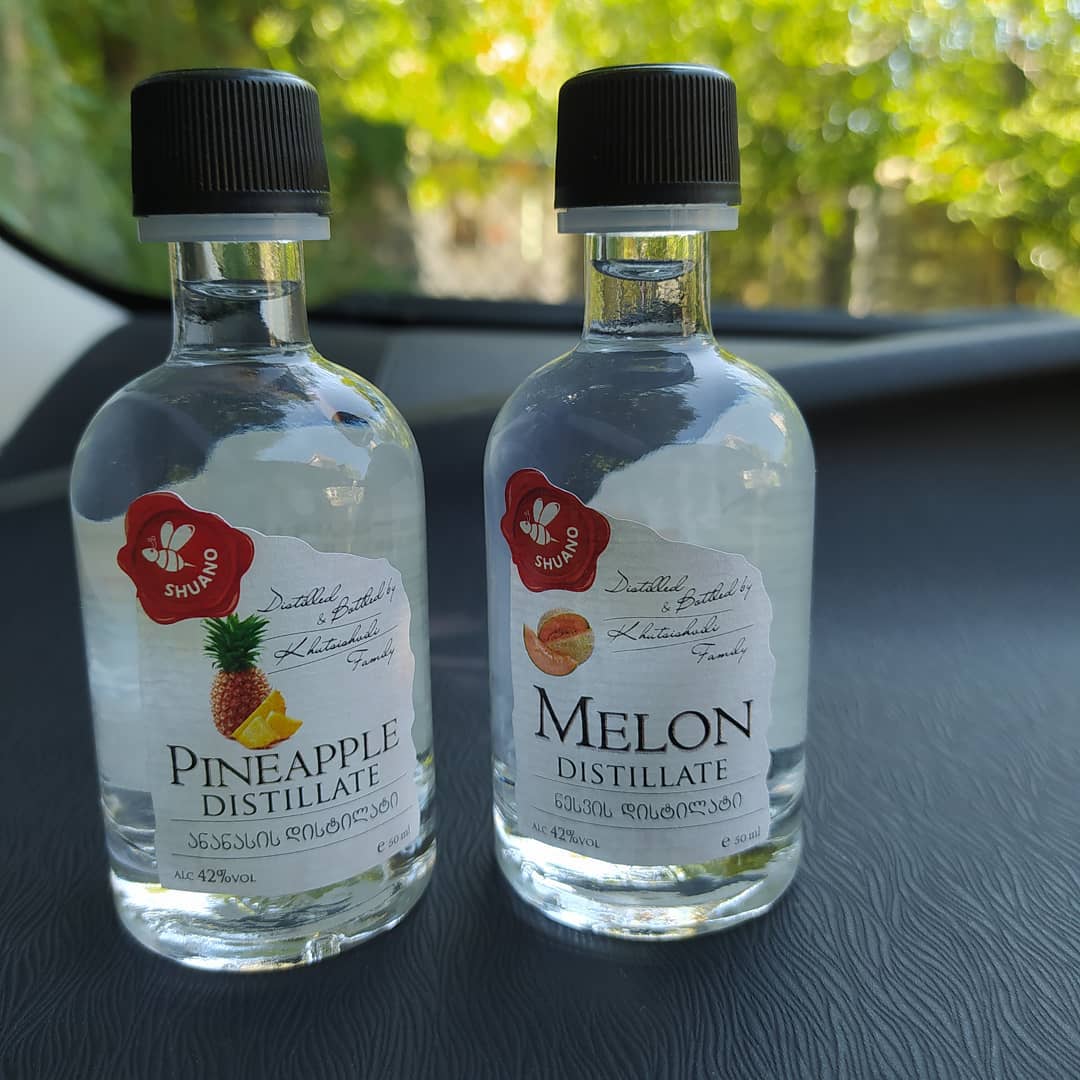 SHUANO
Distilled
& Bottled by
Khutsishvili
Family
PINEAPPLE
DISTILLATE
ანანასის დისტილატი
ALC 42%VOL
e 50 ml
SHUANO
Distilled
& Bottled by
Khutsishvili
Family
MELON
DISTILLATE
ნესვის დისტილატი
ALC 42%VOL
e 50 ml